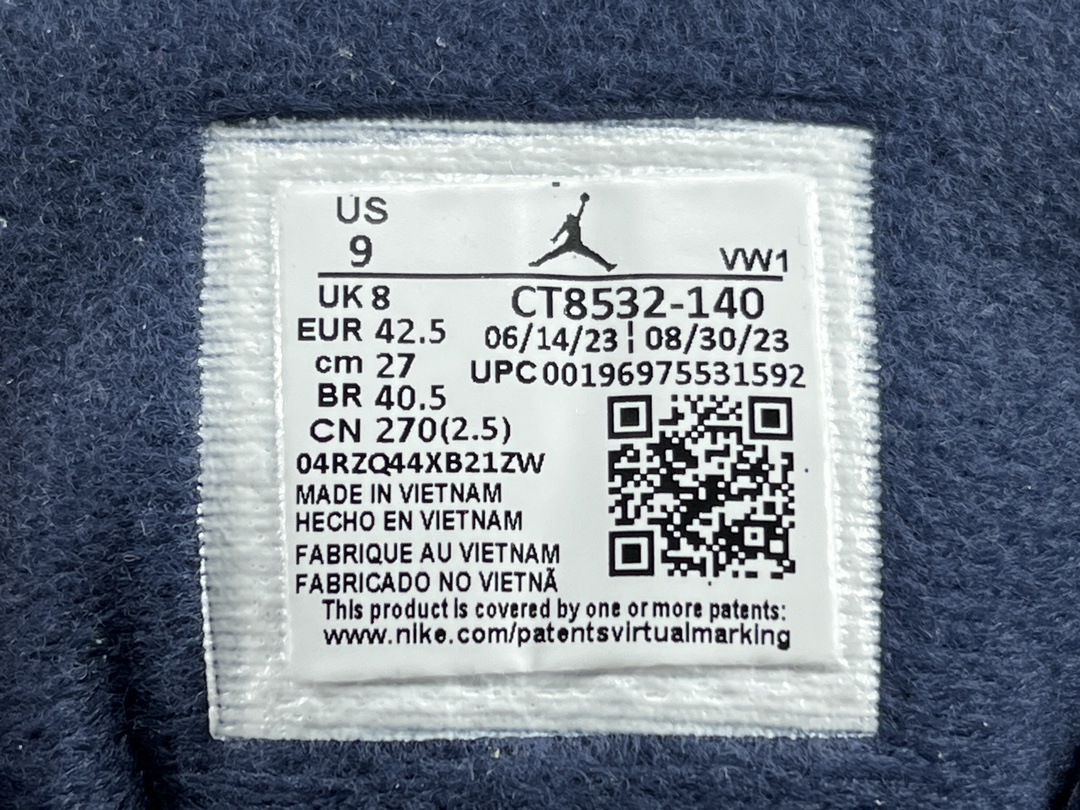 US
9
VW1
UK 8
CT8532-140
EUR 42.5
06/14/23 ¦ 08/30/23
cm 27
UPC 00196975531592
BR 40.5
CN 270(2.5)
04RZQ44XB21ZW
MADE IN VIETNAM
HECHO EN VIETNAM
FABRIQUE AU VIETNAM
FABRICADO NO VIETNÃ
This product is covered by one or more patents:
www.nike.com/patentsvirtualmarking